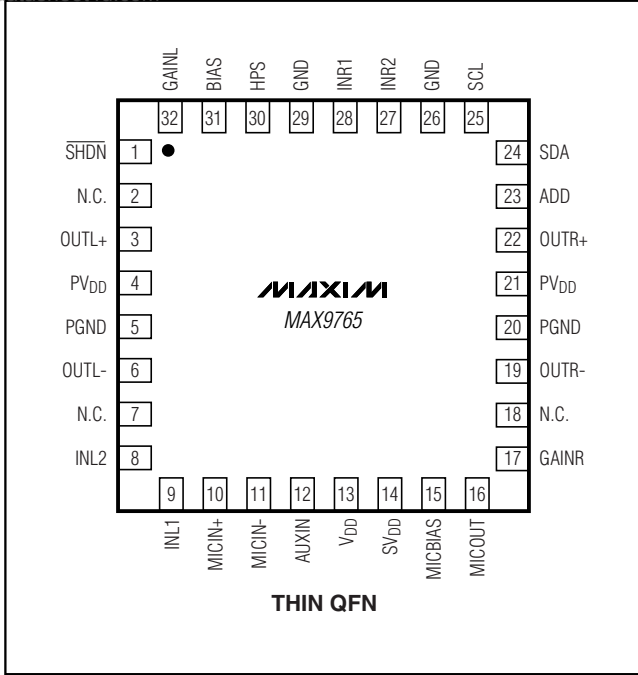 GAINL BIAS HPS GND INR1 INR2 GND SCL
32 31 30 29 28 27 26 25
SHDN 1 24 SDA
N.C. 2 23 ADD
OUTL+ 3 22 OUTR+
PVDD 4 21 PVDD
MAXIM
MAX9765
PGND 5 20 PGND
OUTL- 6 19 OUTR-
N.C. 7 18 N.C.
INL2 8 17 GAINR
9 10 11 12 13 14 15 16
INL1 MICIN+ MICIN- AUXIN VDD SVDD MICBIAS MICOUT
THIN QFN